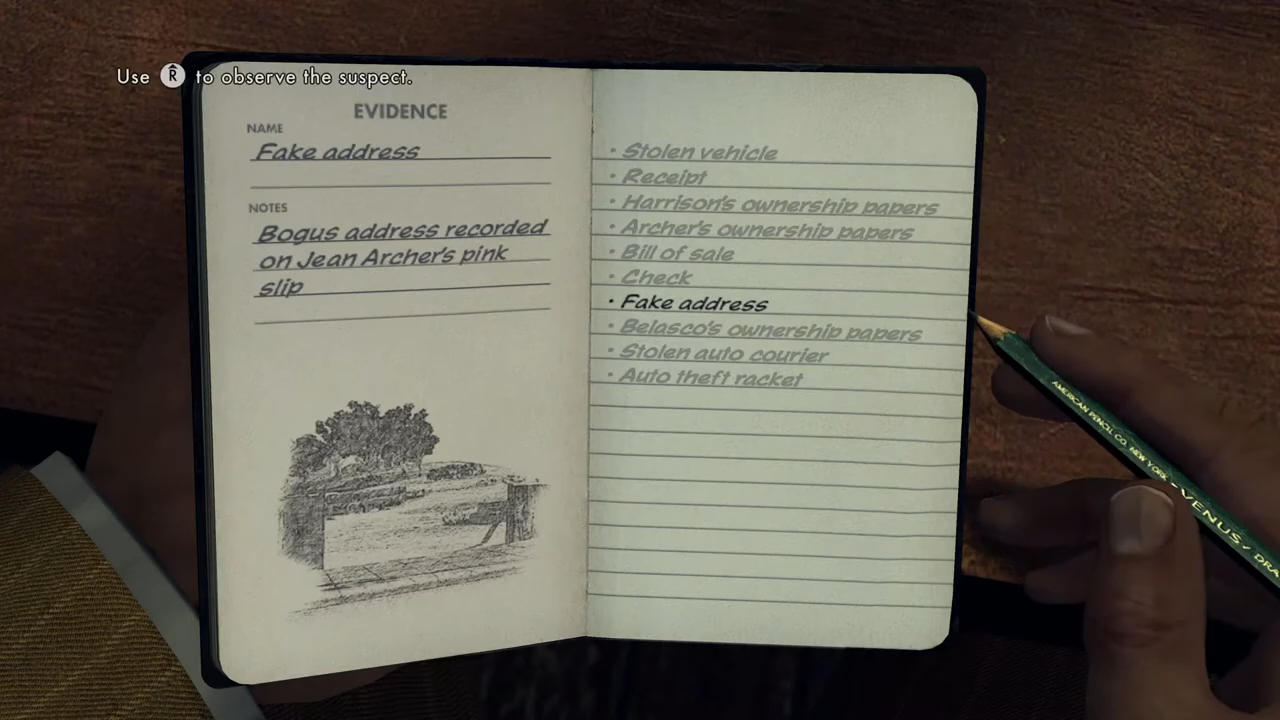 Use R to observe the suspect.
EVIDENCE
NAME
Fake address
NOTES
Bogus address recorded
on Jean Archer's pink
slip
• Stolen vehicle
• Receipt
• Harrison's ownership papers
• Archer's ownership papers
• Bill of sale
• Check
• Fake address
• Belasco's ownership papers
• Stolen auto courier
• Auto theft racket
AMERICAN PENCIL CO. NEW YORK VENUS DRA